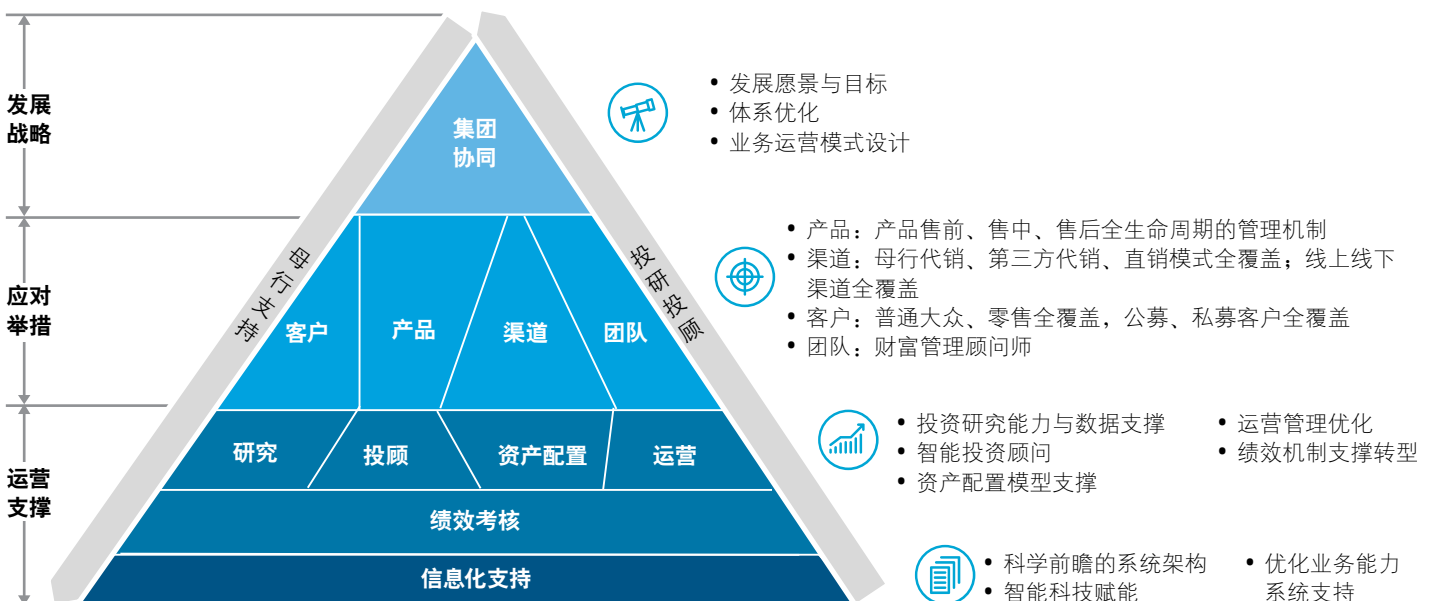 发展
战略
集团
协同
• 发展愿景与目标
• 体系优化
• 业务运营模式设计
应对
举措
母行支持
投研投顾
客户
产品
渠道
团队
• 产品：产品售前、售中、售后全生命周期的管理机制
• 渠道：母行代销、第三方代销、直销模式全覆盖；线上线下
渠道全覆盖
• 客户：普通大众、零售全覆盖，公募、私募客户全覆盖
• 团队：财富管理顾问师
运营
支撑
研究
投顾
资产配置
运营
绩效考核
信息化支持
• 投资研究能力与数据支撑
• 智能投资顾问
• 资产配置模型支撑
• 运营管理优化
• 绩效机制支撑转型
• 科学前瞻的系统架构
• 智能科技赋能
• 优化业务能力
系统支持